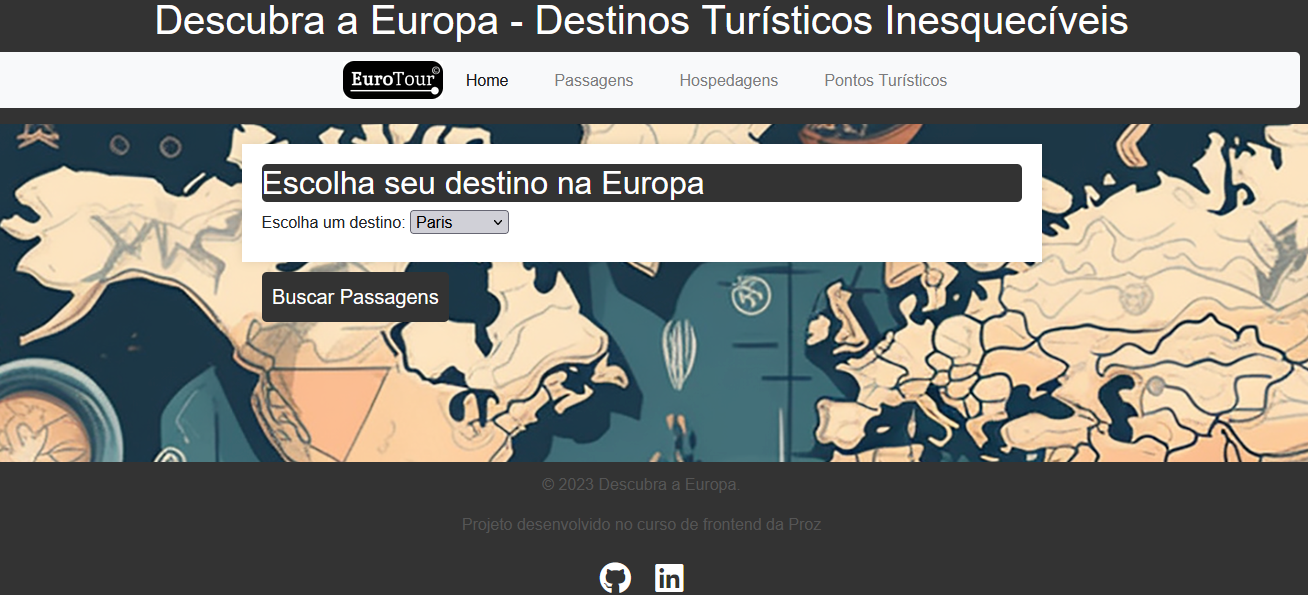 Descubra a Europa - Destinos Turísticos Inesquecíveis
EuroTour© Home Passagens Hospedagens Pontos Turísticos
Escolha seu destino na Europa
Escolha um destino: Paris
Buscar Passagens
© 2023 Descubra a Europa.
Projeto desenvolvido no curso de frontend da Proz
in